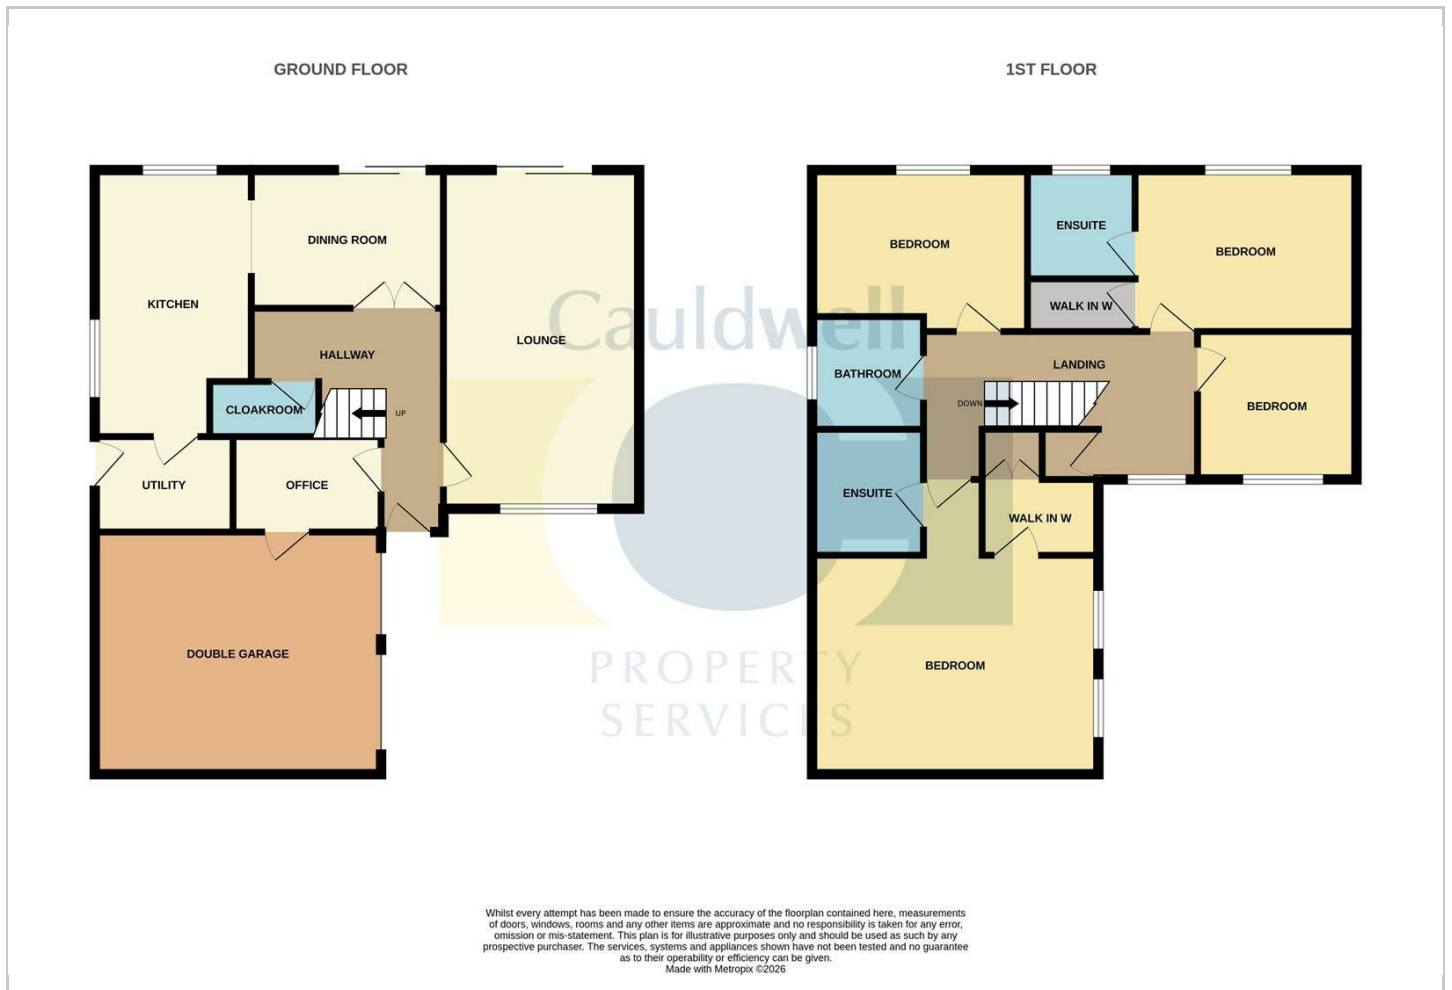 GROUND FLOOR
1ST FLOOR
DINING ROOM
KITCHEN
LOUNGE
HALLWAY
CLOAKROOM
UP
UTILITY
OFFICE
DOUBLE GARAGE
BEDROOM
ENSUITE
BEDROOM
WALK IN W
LANDING
BATHROOM
DOWN
BEDROOM
ENSUITE
WALK IN W
BEDROOM
Cauldwell
PROPERTY
SERVICES
Whilst every attempt has been made to ensure the accuracy of the floorplan contained here, measurements
of doors, windows, rooms and any other items are approximate and no responsibility is taken for any error,
omission or mis-statement. This plan is for illustrative purposes only and should be used as such by any
prospective purchaser. The services, systems and appliances shown have not been tested and no guarantee
as to their operability or efficiency can be given.
Made with Metropix ©2026